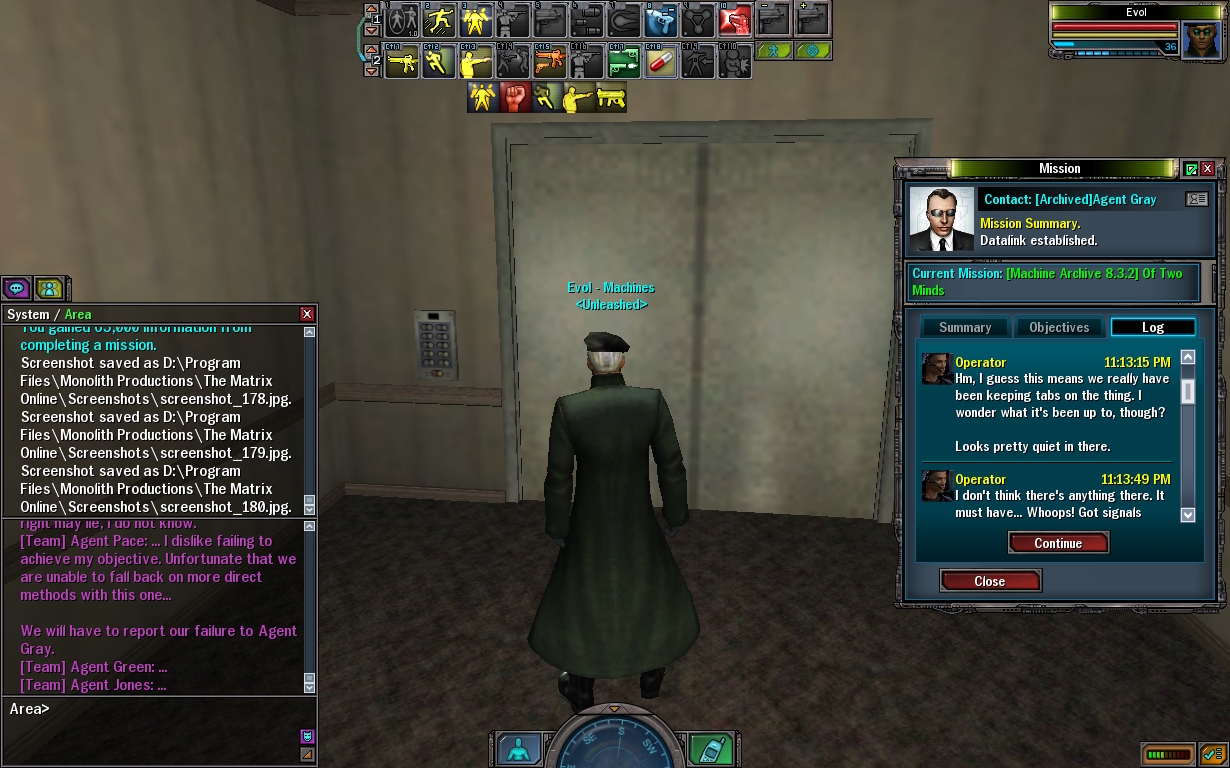 Evol
36
Mission
Contact: [Archived]Agent Gray
Mission Summary.
Datalink established.
Current Mission: [Machine Archive 8.3.2] Of Two
Minds
Summary
Objectives
Log
Operator
11:13:15 PM
Hm, I guess this means we really have
been keeping tabs on the thing. I
wonder what it's been up to, though?
Looks pretty quiet in there.
Operator
11:13:49 PM
I don't think there's anything there. It
must have... Whoops! Got signals
Continue
Close
Evol - Machines
<Unleashed>
System / Area
You gained 65,000 information from
completing a mission.
Screenshot saved as D:\Program
Files\Monolith Productions\The Matrix
Online\Screenshots\screenshot_178.jpg.
Screenshot saved as D:\Program
Files\Monolith Productions\The Matrix
Online\Screenshots\screenshot_179.jpg.
Screenshot saved as D:\Program
Files\Monolith Productions\The Matrix
Online\Screenshots\screenshot_180.jpg.
right may lie, I do not know.
[Team] Agent Pace: ... I dislike failing to
achieve my objective. Unfortunate that we
are unable to fall back on more direct
methods with this one...
We will have to report our failure to Agent
Gray.
[Team] Agent Green: ...
[Team] Agent Jones: ...
Area>
SE S SW